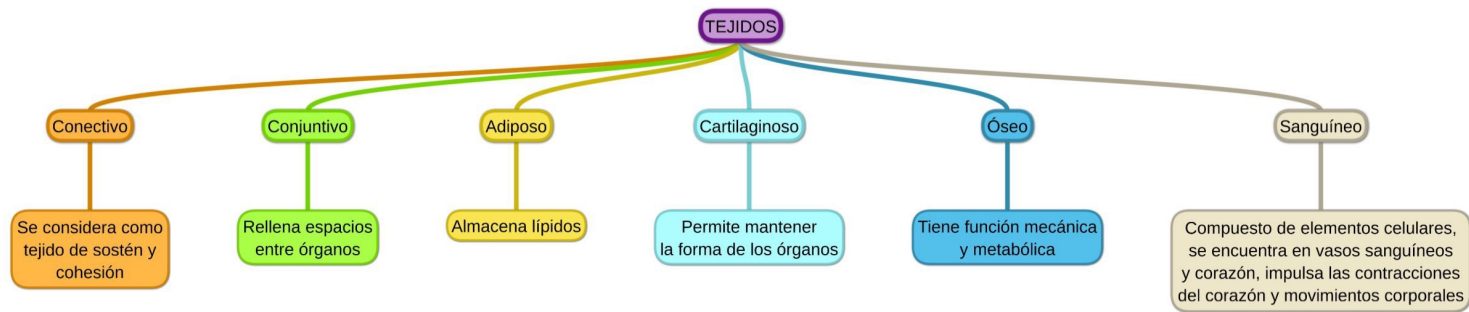 TEJIDOS
Conectivo
Conjuntivo
Adiposo
Cartilaginoso
Óseo
Sanguíneo
Se considera como
tejido de sostén y
cohesión
Rellena espacios
entre órganos
Almacena lípidos
Permite mantener
la forma de los órganos
Tiene función mecánica
y metabólica
Compuesto de elementos celulares,
se encuentra en vasos sanguíneos
y corazón, impulsa las contracciones
del corazón y movimientos corporales